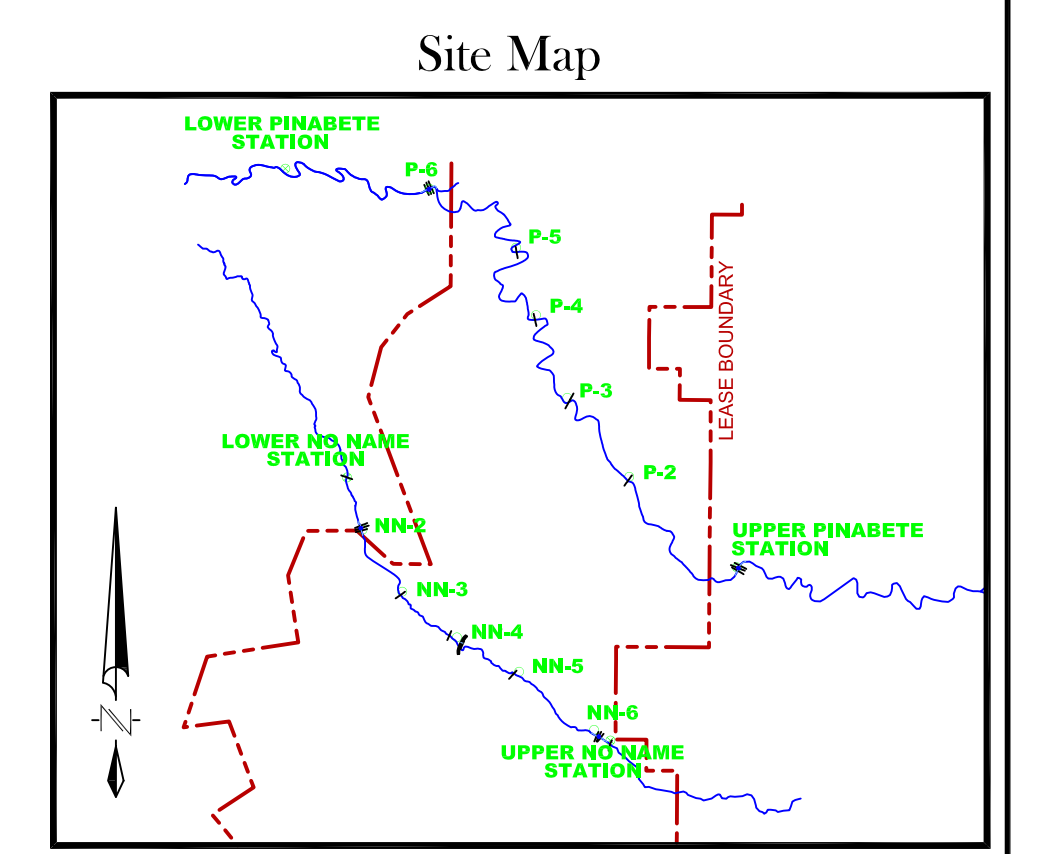 Site Map
LOWER PINABETE
STATION
P-6
P-5
P-4
LEASE BOUNDARY
P-3
LOWER NO NAME
STATION
P-2
NN-2
UPPER PINABETE
STATION
NN-3
NN-4
NN-5
NN-6
UPPER NO NAME
STATION
N